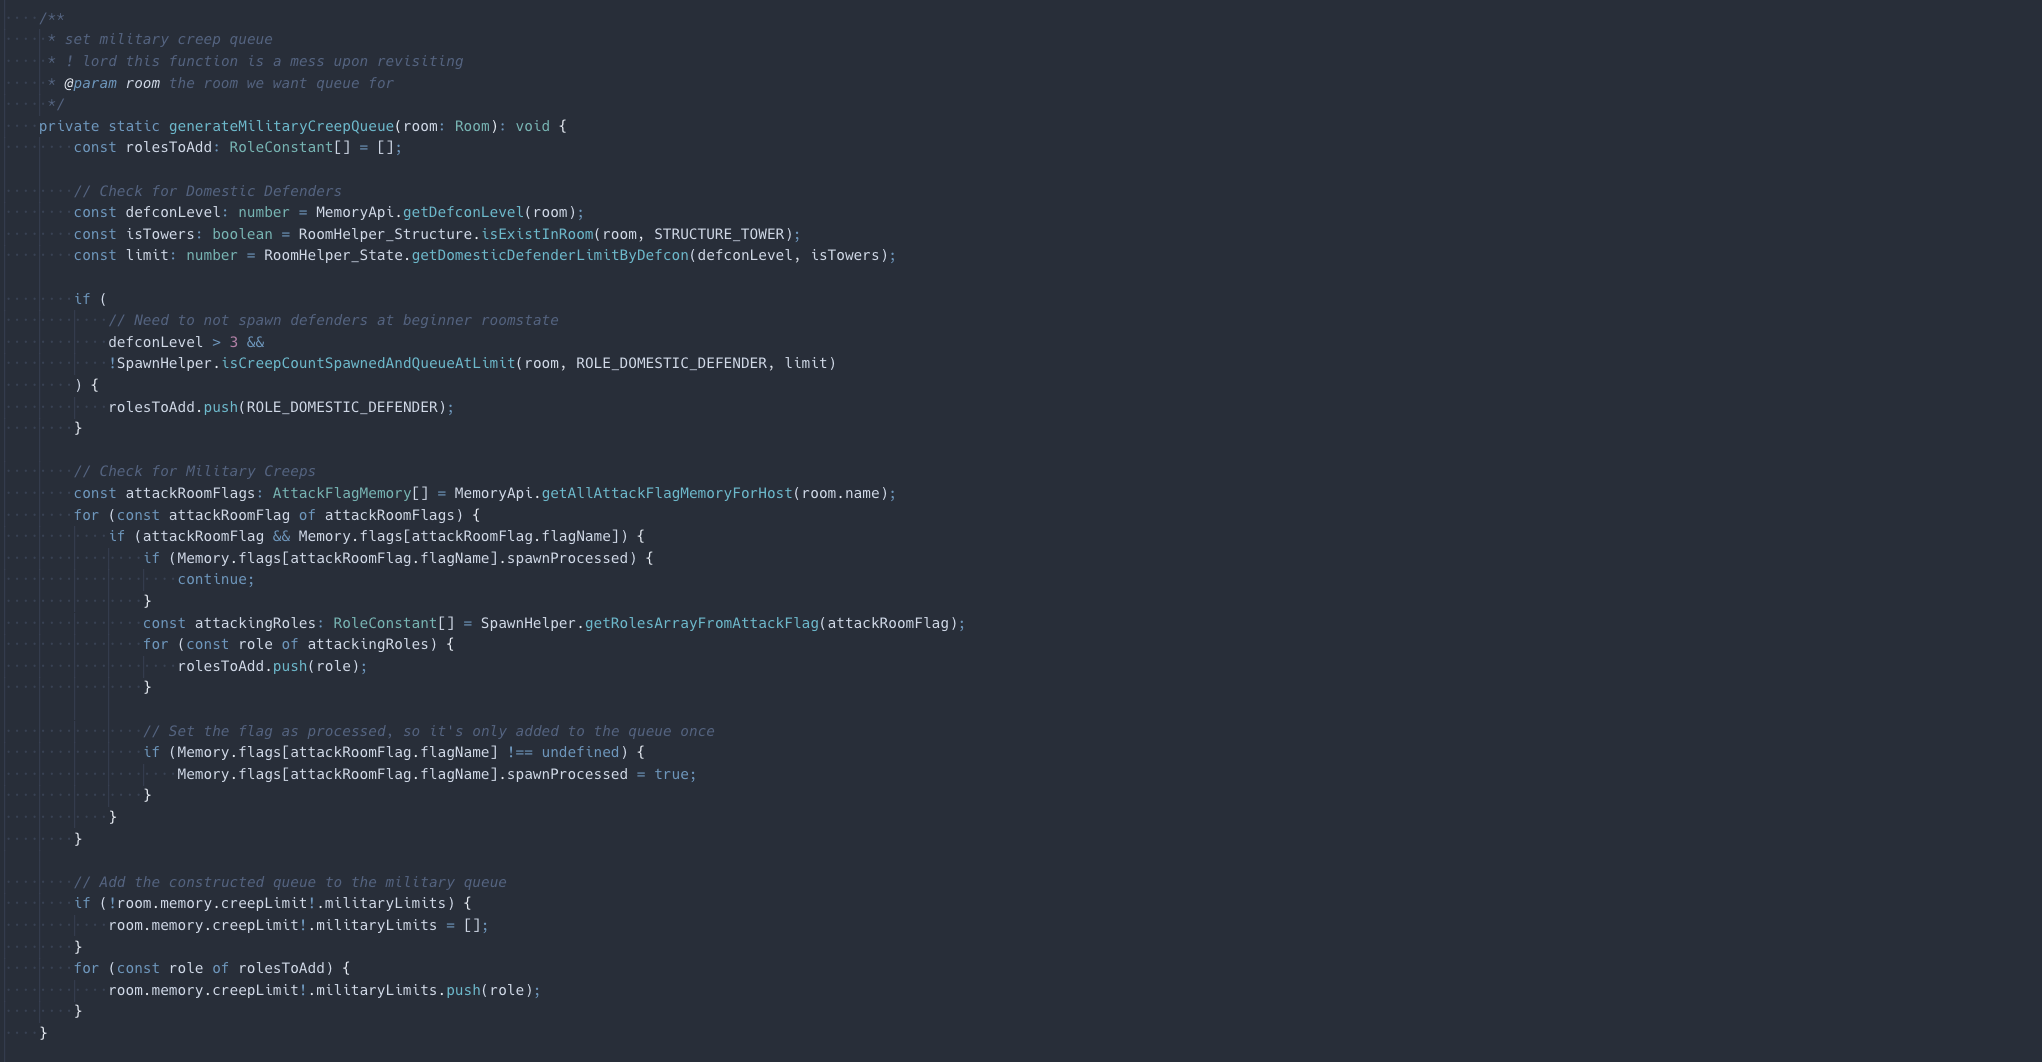 /**
 * set military creep queue
 * ! lord this function is a mess upon revisiting
 * @param room the room we want queue for
 */
private static generateMilitaryCreepQueue(room: Room): void {
    const rolesToAdd: RoleConstant[] = [];

    // Check for Domestic Defenders
    const defconLevel: number = MemoryApi.getDefconLevel(room);
    const isTowers: boolean = RoomHelper_Structure.isExistInRoom(room, STRUCTURE_TOWER);
    const limit: number = RoomHelper_State.getDomesticDefenderLimitByDefcon(defconLevel, isTowers);

    if (
        // Need to not spawn defenders at beginner roomstate
        defconLevel > 3 &&
        !SpawnHelper.isCreepCountSpawnedAndQueueAtLimit(room, ROLE_DOMESTIC_DEFENDER, limit)
    ) {
        rolesToAdd.push(ROLE_DOMESTIC_DEFENDER);
    }

    // Check for Military Creeps
    const attackRoomFlags: AttackFlagMemory[] = MemoryApi.getAllAttackFlagMemoryForHost(room.name);
    for (const attackRoomFlag of attackRoomFlags) {
        if (attackRoomFlag && Memory.flags[attackRoomFlag.flagName]) {
            if (Memory.flags[attackRoomFlag.flagName].spawnProcessed) {
                continue;
            }
            const attackingRoles: RoleConstant[] = SpawnHelper.getRolesArrayFromAttackFlag(attackRoomFlag);
            for (const role of attackingRoles) {
                rolesToAdd.push(role);
            }

            // Set the flag as processed, so it's only added to the queue once
            if (Memory.flags[attackRoomFlag.flagName] !== undefined) {
                Memory.flags[attackRoomFlag.flagName].spawnProcessed = true;
            }
        }
    }

    // Add the constructed queue to the military queue
    if (!room.memory.creepLimit!.militaryLimits) {
        room.memory.creepLimit!.militaryLimits = [];
    }
    for (const role of rolesToAdd) {
        room.memory.creepLimit!.militaryLimits.push(role);
    }
}